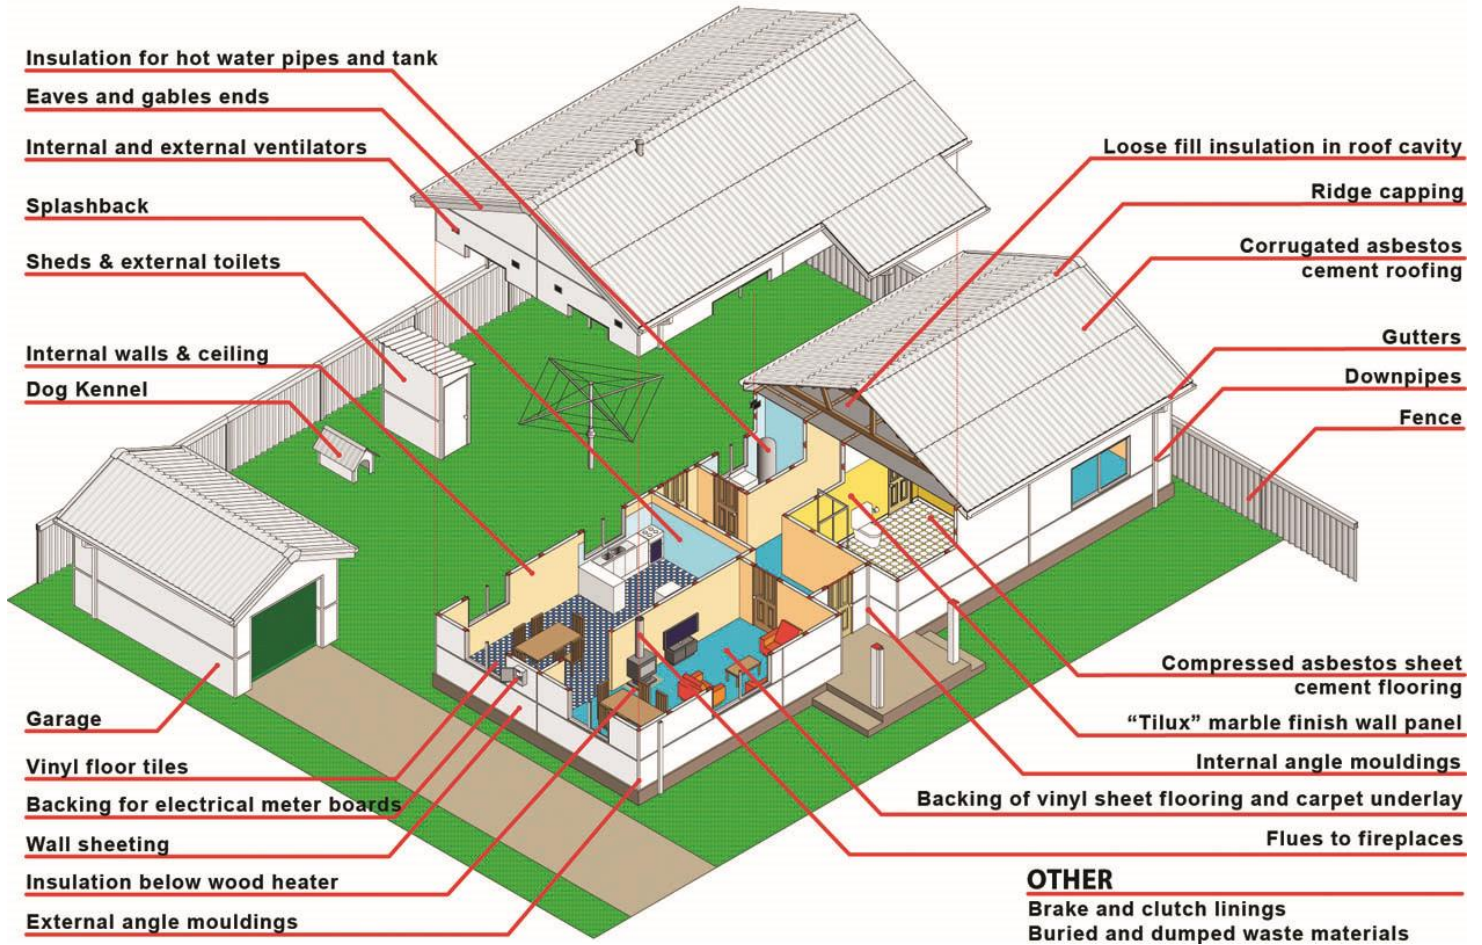 Insulation for hot water pipes and tank
Eaves and gables ends
Internal and external ventilators
Splashback
Sheds & external toilets
Internal walls & ceiling
Dog Kennel
Garage
Vinyl floor tiles
Backing for electrical meter boards
Wall sheeting
Insulation below wood heater
External angle mouldings
Loose fill insulation in roof cavity
Ridge capping
Corrugated asbestos
cement roofing
Gutters
Downpipes
Fence
Compressed asbestos sheet
cement flooring
“Tilux” marble finish wall panel
Internal angle mouldings
Backing of vinyl sheet flooring and carpet underlay
Flues to fireplaces
OTHER
Brake and clutch linings
Buried and dumped waste materials